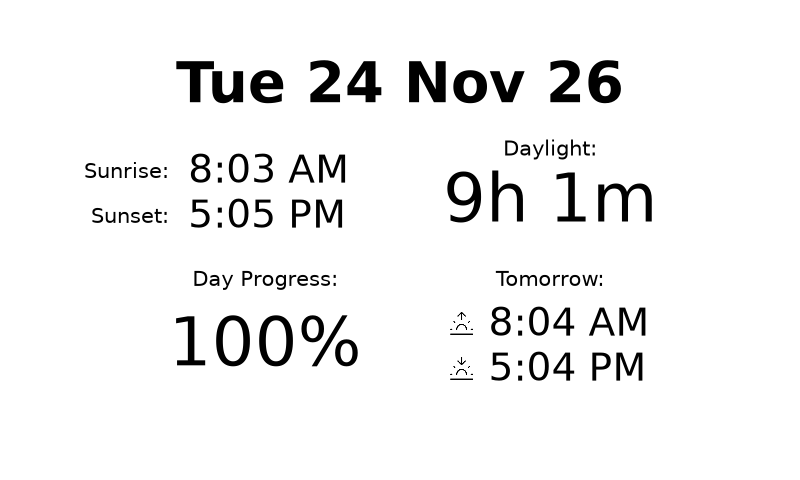 Tue 24 Nov 26
Sunrise: 8:03 AM
Sunset: 5:05 PM
Daylight:
9h 1m
Day Progress:
100%
Tomorrow:
8:04 AM
5:04 PM